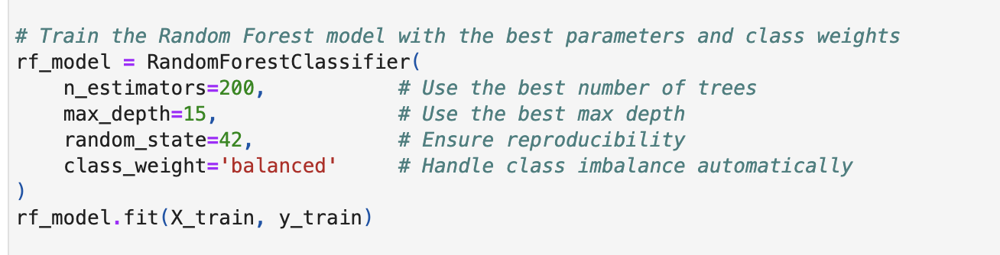 # Train the Random Forest model with the best parameters and class weights
rf_model = RandomForestClassifier(
    n_estimators=200,           # Use the best number of trees
    max_depth=15,               # Use the best max depth
    random_state=42,            # Ensure reproducibility
    class_weight='balanced'     # Handle class imbalance automatically
)
rf_model.fit(X_train, y_train)